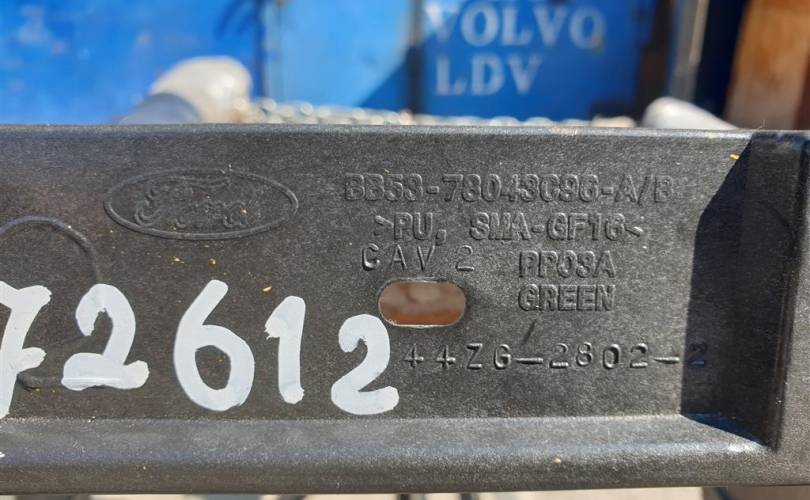 VOLVO
LDV
Ford
BB53-78043C96-A/B
>PU, SMA-GF16<
CAV 2 PP03A
GREEN
44ZG-2802-2
72612